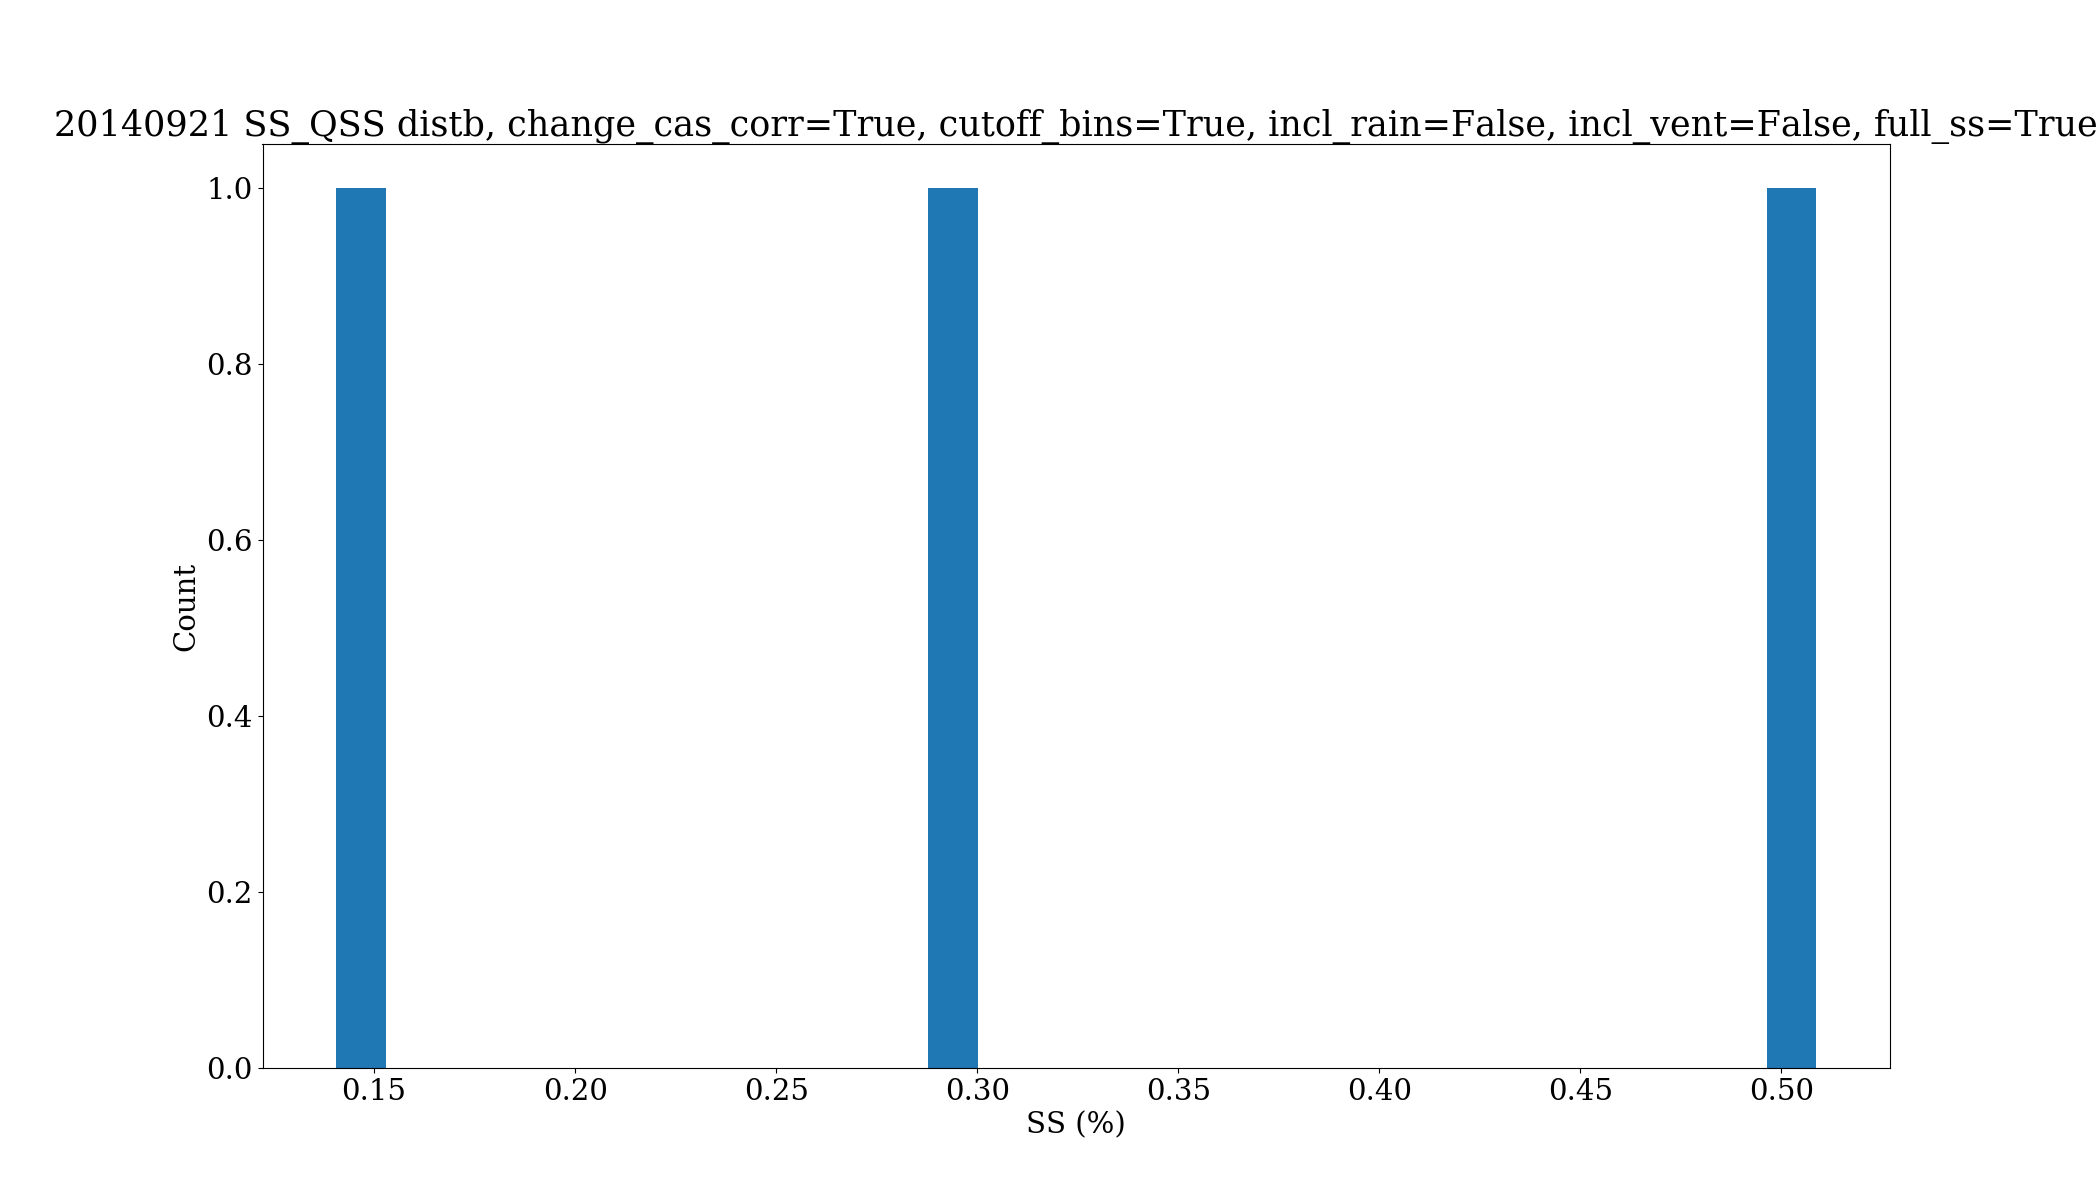 20140921 SS_QSS distb, change_cas_corr=True, cutoff_bins=True, incl_rain=False, incl_vent=False, full_ss=True
1.0
0.8
0.6
0.4
0.2
0.0
Count
0.15 0.20 0.25 0.30 0.35 0.40 0.45 0.50
SS (%)